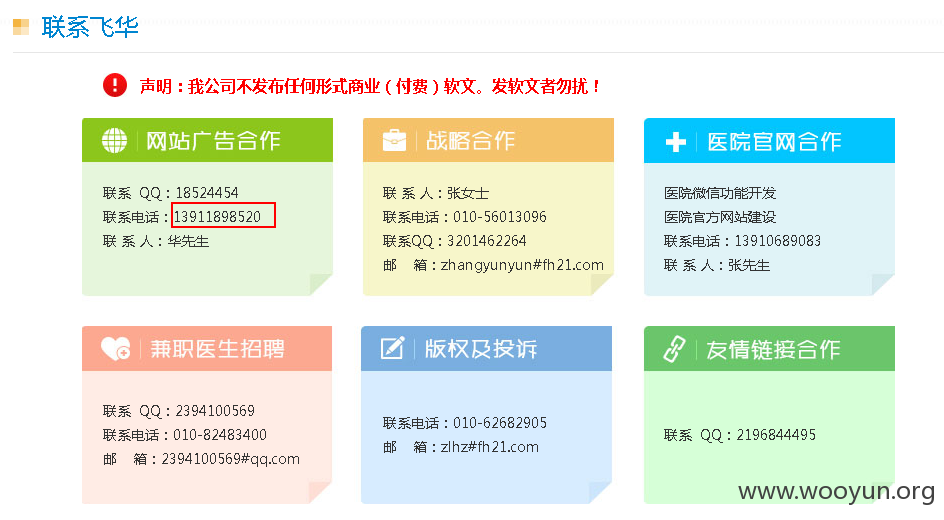 联系飞华
声明：我公司不发布任何形式商业（付费）软文。发软文者勿扰！
网站广告合作
联系 QQ：18524454
联系电话：13911898520
联 系 人：华先生
战略合作
联 系 人：张女士
联系电话：010-56013096
联系QQ：3201462264
邮 箱：zhangyunyun#fh21.com
医院官网合作
医院微信功能开发
医院官方网站建设
联系电话：13910689083
联 系 人：张先生
兼职医生招聘
联系 QQ：2394100569
联系电话：010-82483400
邮 箱：2394100569#qq.com
版权及投诉
联系电话：010-62682905
邮 箱：zlhz#fh21.com
友情链接合作
联系 QQ：2196844495
www.wooyun.org